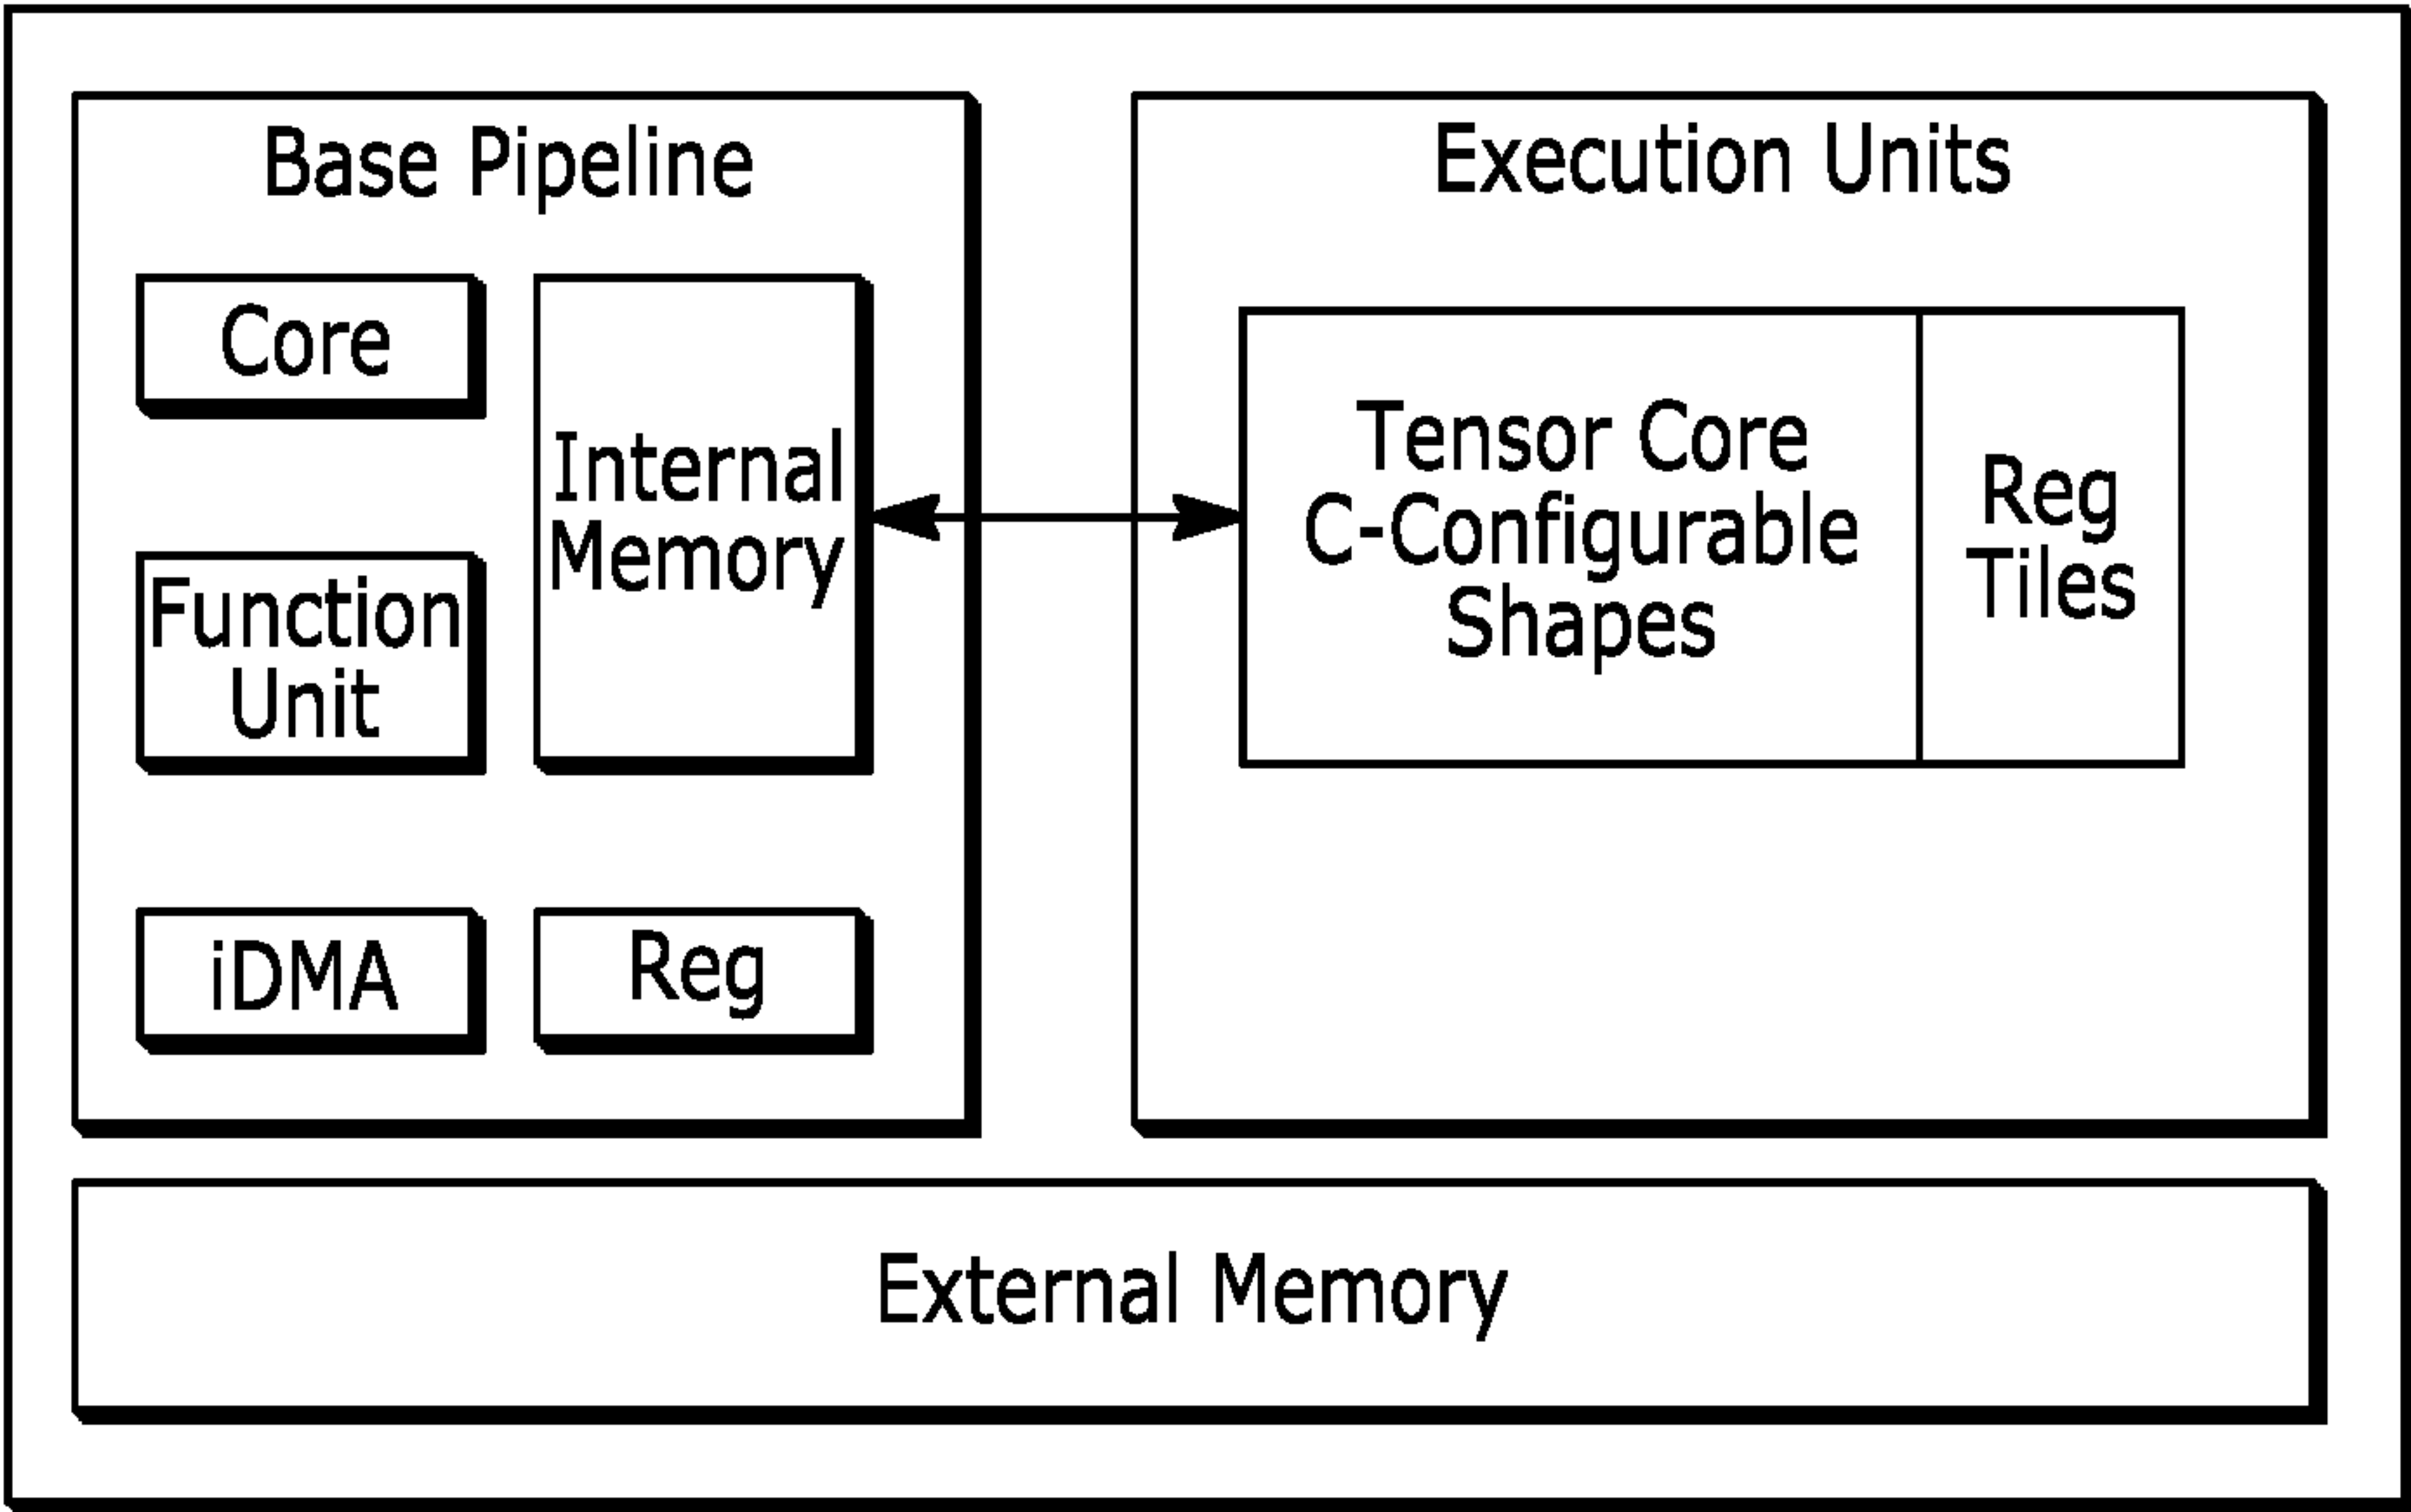 Base Pipeline
Core
Internal
Memory
Function
Unit
iDMA
Reg
Execution Units
Tensor Core
C-Configurable
Shapes
Reg
Tiles
External Memory